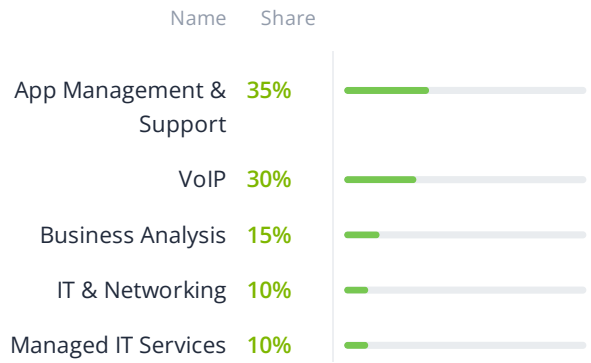 Name Share
App Management & 35%
Support
VoIP 30%
Business Analysis 15%
IT & Networking 10%
Managed IT Services 10%